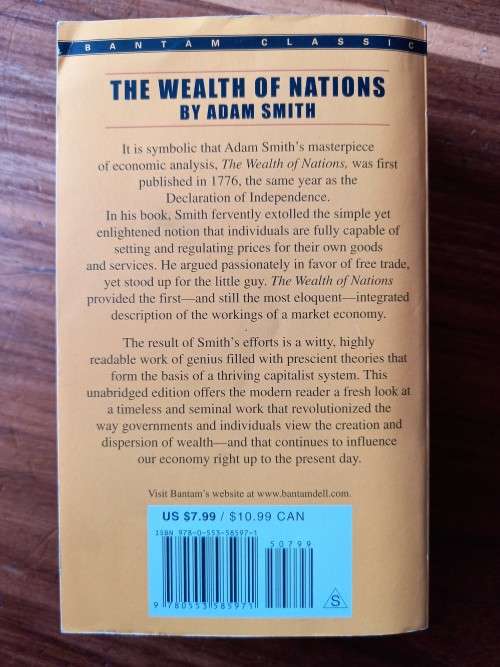 BANTAM CLASSIC
THE WEALTH OF NATIONS
BY ADAM SMITH
It is symbolic that Adam Smith's masterpiece
of economic analysis, The Wealth of Nations, was first
published in 1776, the same year as the
Declaration of Independence.
In his book, Smith fervently extolled the simple yet
enlightened notion that individuals are fully capable of
setting and regulating prices for their own goods
and services. He argued passionately in favor of free trade,
yet stood up for the little guy. The Wealth of Nations
provided the first—and still the most eloquent—integrated
description of the workings of a market economy.
The result of Smith's efforts is a witty, highly
readable work of genius filled with prescient theories that
form the basis of a thriving capitalist system. This
unabridged edition offers the modern reader a fresh look at
a timeless and seminal work that revolutionized the
way governments and individuals view the creation and
dispersion of wealth—and that continues to influence
our economy right up to the present day.
Visit Bantam's website at www.bantamdell.com.
US $7.99 / $10.99 CAN
ISBN 978-0-553-58597-1
50799
9 780553 585971
S